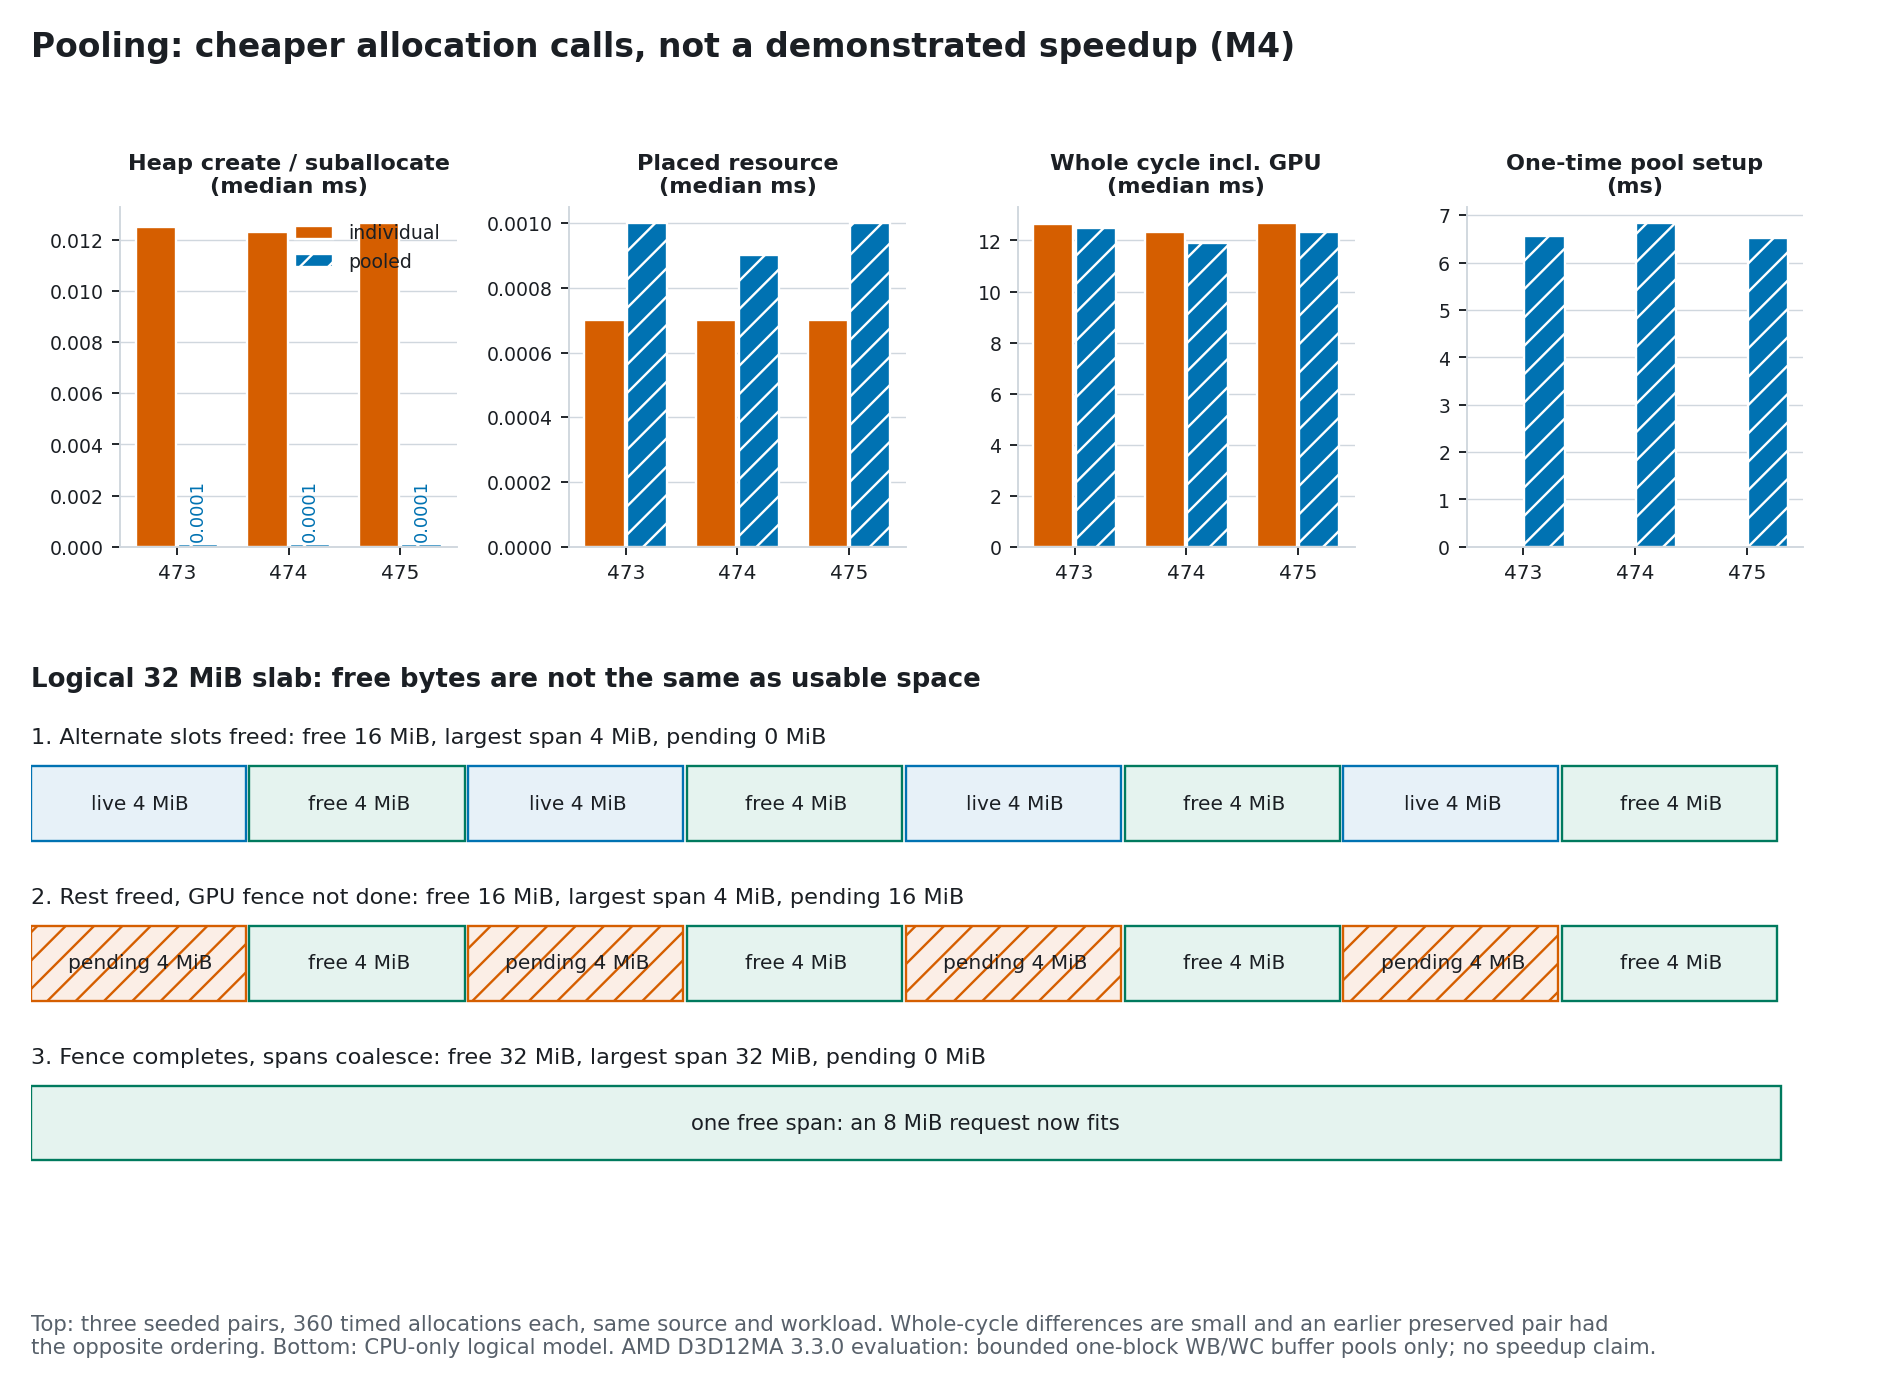 Pooling: cheaper allocation calls, not a demonstrated speedup (M4)
Heap create / suballocate
(median ms)
0.012
0.010
0.008
0.006
0.004
0.002
0.000
individual
pooled
0.0001
0.0001
0.0001
473
474
475
Placed resource
(median ms)
0.0010
0.0008
0.0006
0.0004
0.0002
0.0000
473
474
475
Whole cycle incl. GPU
(median ms)
12
10
8
6
4
2
0
473
474
475
One-time pool setup
(ms)
7
6
5
4
3
2
1
0
473
474
475
Logical 32 MiB slab: free bytes are not the same as usable space
1. Alternate slots freed: free 16 MiB, largest span 4 MiB, pending 0 MiB
live 4 MiB
free 4 MiB
live 4 MiB
free 4 MiB
live 4 MiB
free 4 MiB
live 4 MiB
free 4 MiB
2. Rest freed, GPU fence not done: free 16 MiB, largest span 4 MiB, pending 16 MiB
pending 4 MiB
free 4 MiB
pending 4 MiB
free 4 MiB
pending 4 MiB
free 4 MiB
pending 4 MiB
free 4 MiB
3. Fence completes, spans coalesce: free 32 MiB, largest span 32 MiB, pending 0 MiB
one free span: an 8 MiB request now fits
Top: three seeded pairs, 360 timed allocations each, same source and workload. Whole-cycle differences are small and an earlier preserved pair had
the opposite ordering. Bottom: CPU-only logical model. AMD D3D12MA 3.3.0 evaluation: bounded one-block WB/WC buffer pools only; no speedup claim.